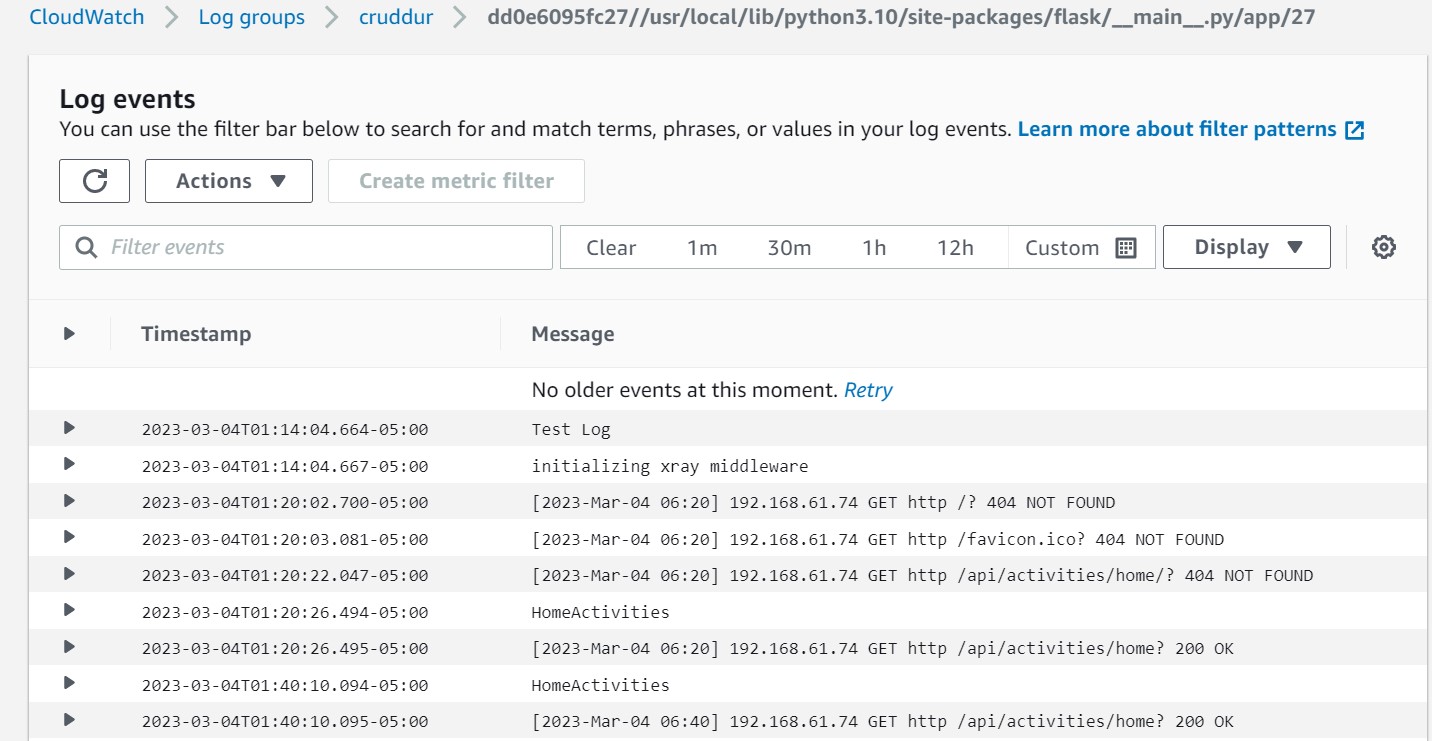 CloudWatch > Log groups > cruddur > dd0e6095fc27//usr/local/lib/python3.10/site-packages/flask/__main__.py/app/27
Log events
You can use the filter bar below to search for and match terms, phrases, or values in your log events. Learn more about filter patterns
Actions Create metric filter
Filter events Clear 1m 30m 1h 12h Custom Display
Timestamp Message
No older events at this moment. Retry
2023-03-04T01:14:04.664-05:00 Test Log
2023-03-04T01:14:04.667-05:00 initializing xray middleware
2023-03-04T01:20:02.700-05:00 [2023-Mar-04 06:20] 192.168.61.74 GET http /? 404 NOT FOUND
2023-03-04T01:20:03.081-05:00 [2023-Mar-04 06:20] 192.168.61.74 GET http /favicon.ico? 404 NOT FOUND
2023-03-04T01:20:22.047-05:00 [2023-Mar-04 06:20] 192.168.61.74 GET http /api/activities/home/? 404 NOT FOUND
2023-03-04T01:20:26.494-05:00 HomeActivities
2023-03-04T01:20:26.495-05:00 [2023-Mar-04 06:20] 192.168.61.74 GET http /api/activities/home? 200 OK
2023-03-04T01:40:10.094-05:00 HomeActivities
2023-03-04T01:40:10.095-05:00 [2023-Mar-04 06:40] 192.168.61.74 GET http /api/activities/home? 200 OK